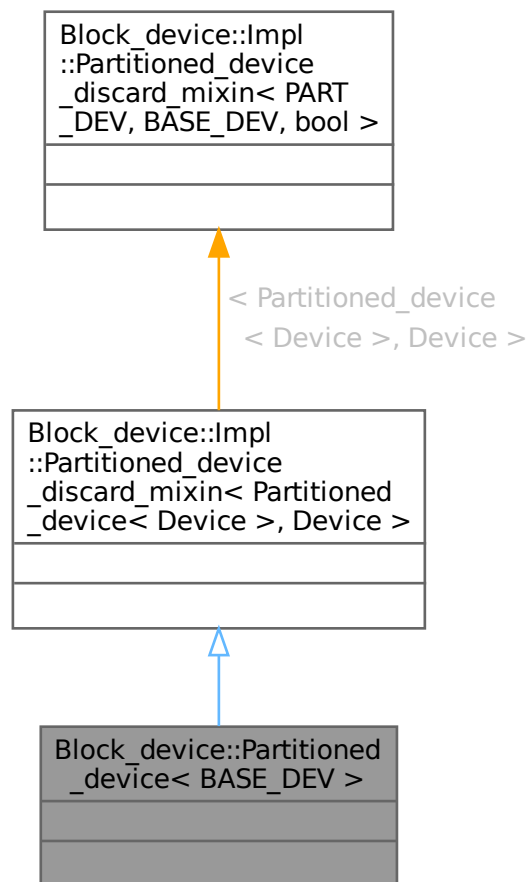 Block_device::Impl
::Partitioned_device
_discard_mixin< PART
_DEV, BASE_DEV, bool >
< Partitioned_device
< Device >, Device >
Block_device::Impl
::Partitioned_device
_discard_mixin< Partitioned
_device< Device >, Device >
Block_device::Partitioned
_device< BASE_DEV >